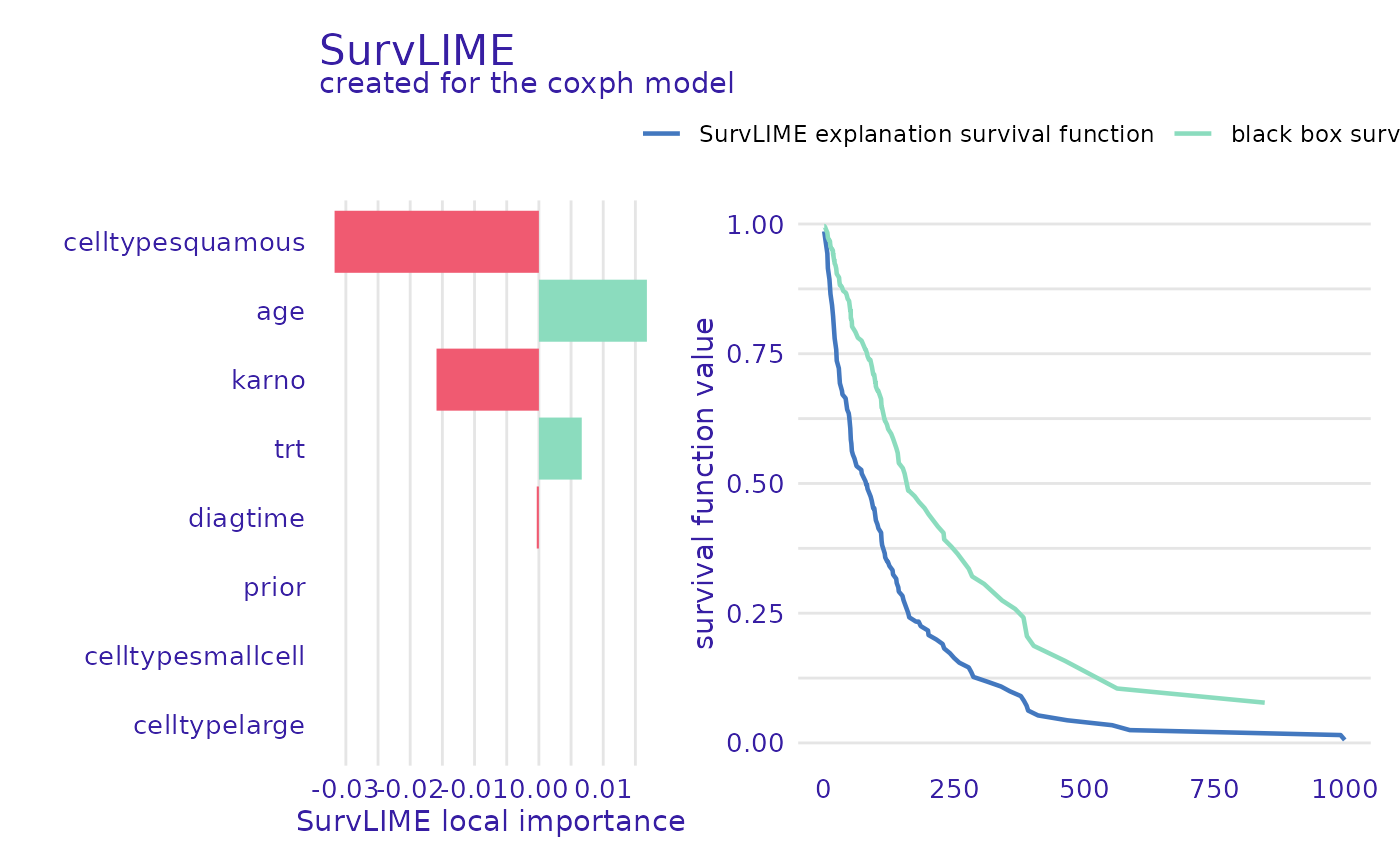 SurvLIME
created for the coxph model
SurvLIME explanation survival function
black box surv
celltypesquamous
age
karno
trt
diagtime
prior
celltypesmallcell
celltypelarge
-0.03
-0.02
-0.01
0.00
0.01
SurvLIME local importance
survival function value
1.00
0.75
0.50
0.25
0.00
0
250
500
750
1000